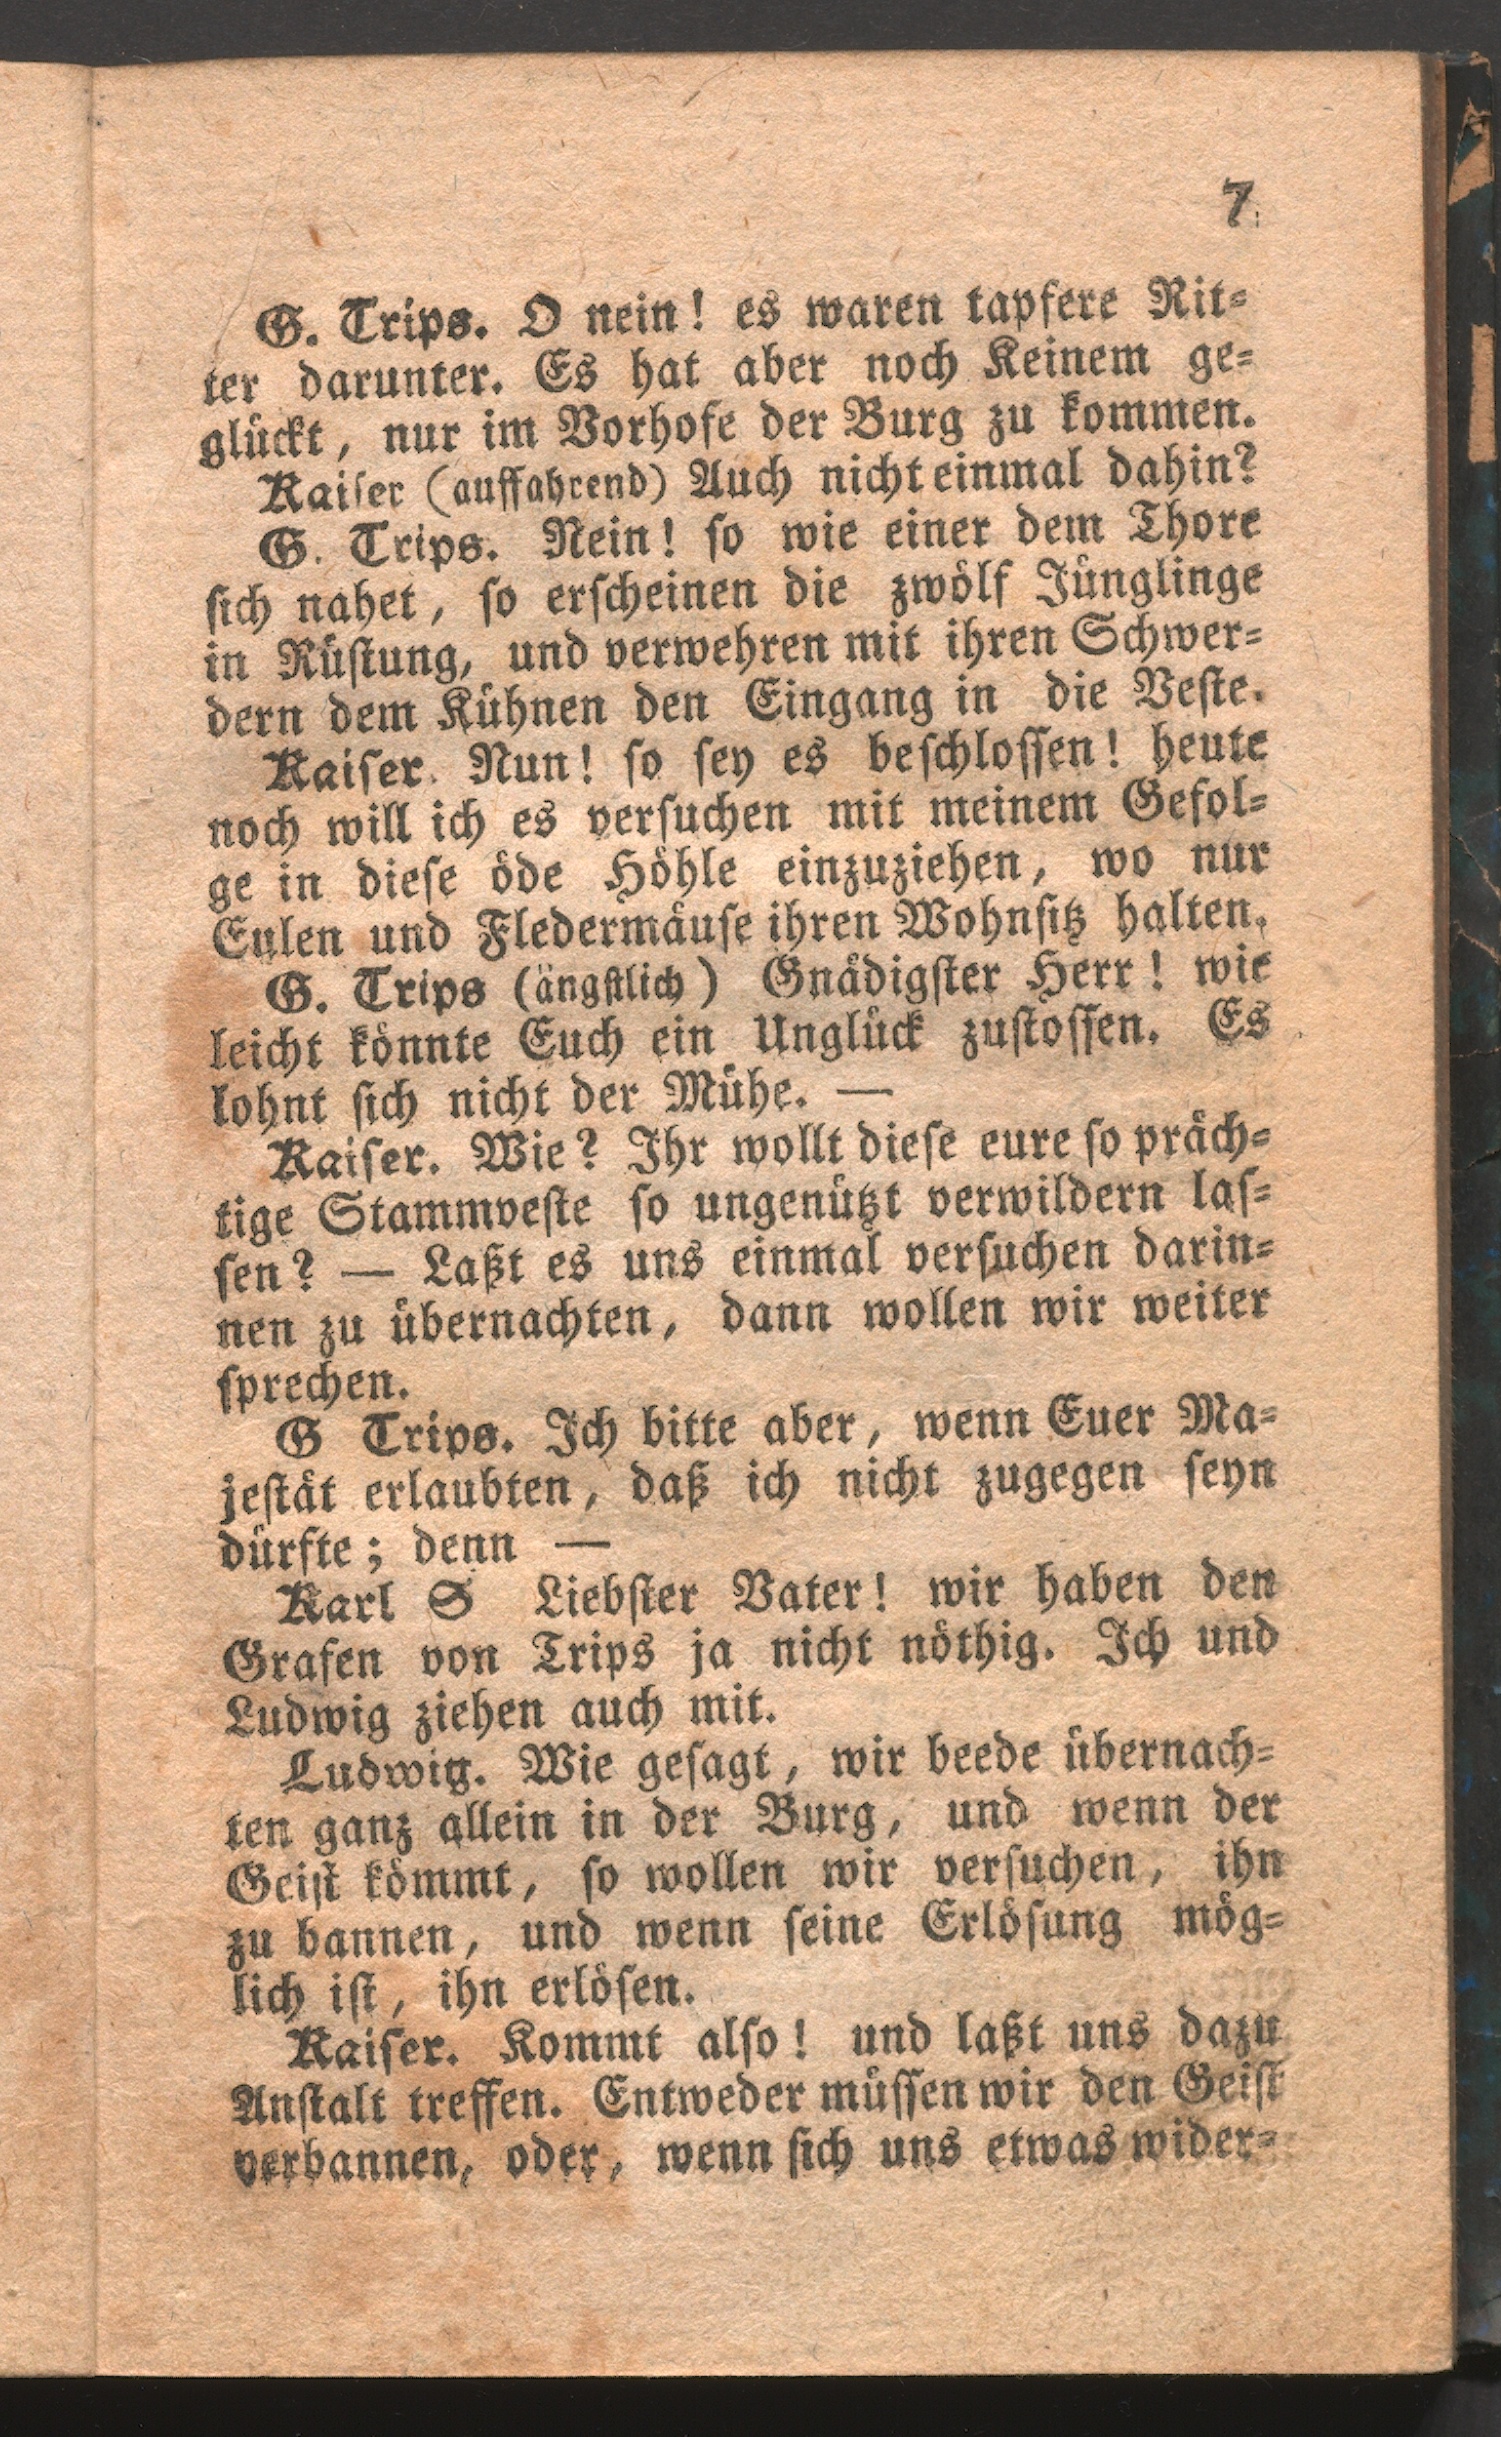 7
G. Trips. O nein! es waren tapfere Rit-
ter darunter. Es hat aber noch Keinem ge-
glückt, nur im Vorhofe der Burg zu kommen.
Kaiser (auffahrend) Auch nicht einmal dahin?
G. Trips. Nein! so wie einer dem Thore
sich nahet, so erscheinen die zwölf Jünglinge
in Rüstung, und verwehren mit ihren Schwer-
dern dem Kühnen den Eingang in die Veste.
Kaiser. Nun! so sey es beschlossen! heute
noch will ich es versuchen mit meinem Gefol-
ge in diese öde Höhle einzuziehen, wo nur
Eulen und Fledermäuse ihren Wohnsitz halten.
G. Trips (ängstlich) Gnädigster Herr! wie
leicht könnte Euch ein Unglück zustossen. Es
lohnt sich nicht der Mühe. —
Kaiser. Wie? Ihr wollt diese eure so präch-
tige Stammveste so ungenützt verwildern las-
sen? — Laßt es uns einmal versuchen darin-
nen zu übernachten, dann wollen wir weiter
sprechen.
G Trips. Ich bitte aber, wenn Euer Ma-
jestät erlaubten, daß ich nicht zugegen seyn
dürfte; denn —
Karl S Liebster Vater! wir haben den
Grafen von Trips ja nicht nöthig. Ich und
Ludwig ziehen auch mit.
Ludwig. Wie gesagt, wir beede übernach-
ten ganz allein in der Burg, und wenn der
Geist kömmt, so wollen wir versuchen, ihn
zu bannen, und wenn seine Erlösung mög-
lich ist, ihn erlösen.
Kaiser. Kommt also! und laßt uns dazu
Anstalt treffen. Entweder müssen wir den Geist
verbannen, oder, wenn sich uns etwas wider-